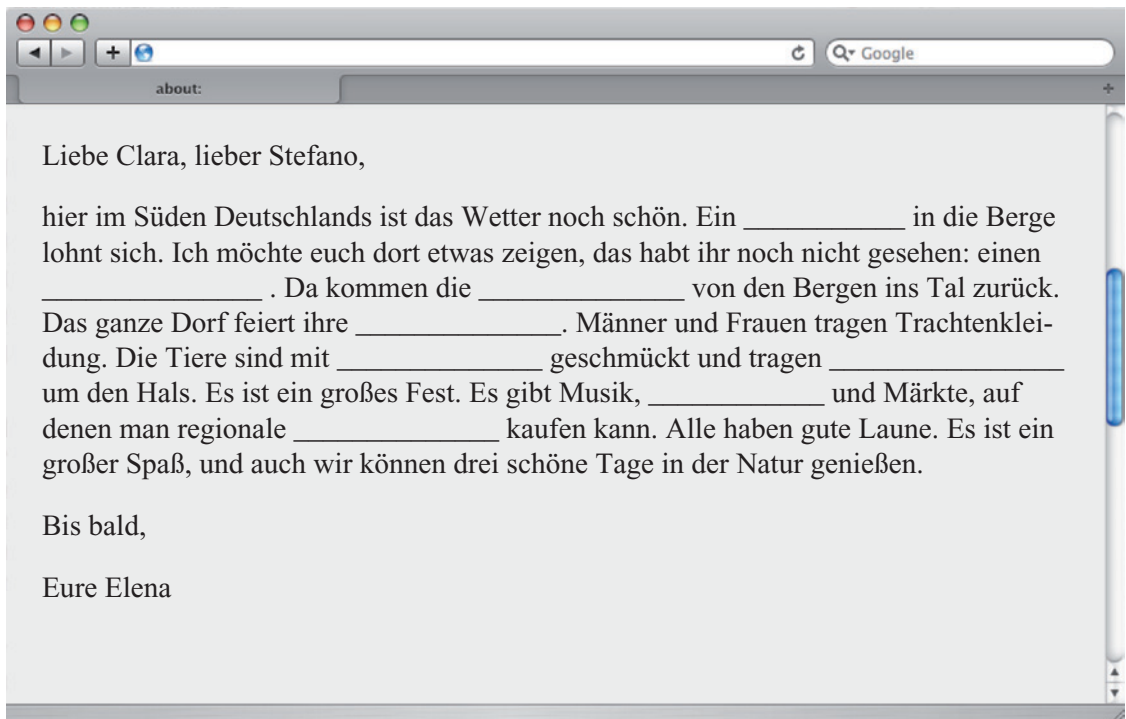 Google
about:
Liebe Clara, lieber Stefano,
hier im Süden Deutschlands ist das Wetter noch schön. Ein ___________ in die Berge
lohnt sich. Ich möchte euch dort etwas zeigen, das habt ihr noch nicht gesehen: einen
_______________ . Da kommen die ______________ von den Bergen ins Tal zurück.
Das ganze Dorf feiert ihre ______________. Männer und Frauen tragen Trachtenklei-
dung. Die Tiere sind mit ______________ geschmückt und tragen ________________
um den Hals. Es ist ein großes Fest. Es gibt Musik, ____________ und Märkte, auf
denen man regionale ______________ kaufen kann. Alle haben gute Laune. Es ist ein
großer Spaß, und auch wir können drei schöne Tage in der Natur genießen.
Bis bald,
Eure Elena